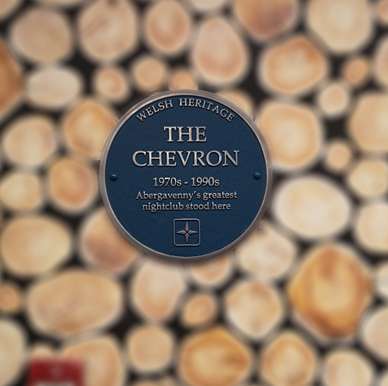 WELSH HERITAGE
THE
CHEVRON
1970s - 1990s
Abergavenny's greatest
nightclub stood here